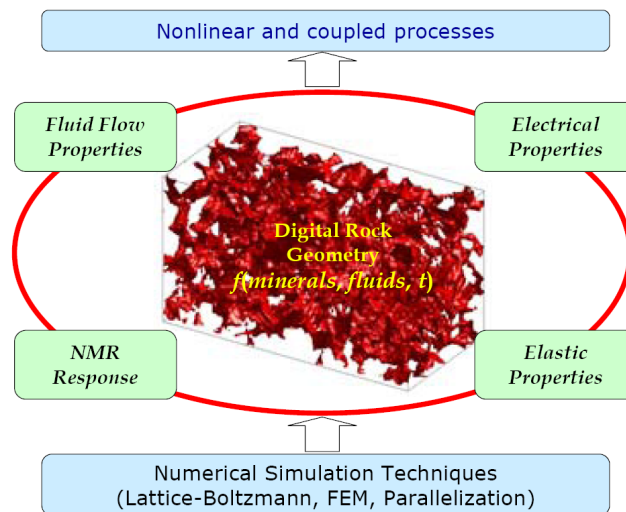 Nonlinear and coupled processes
Fluid Flow
Properties
Electrical
Properties
Digital Rock
Geometry
f(minerals, fluids, t)
NMR
Response
Elastic
Properties
Numerical Simulation Techniques
(Lattice-Boltzmann, FEM, Parallelization)